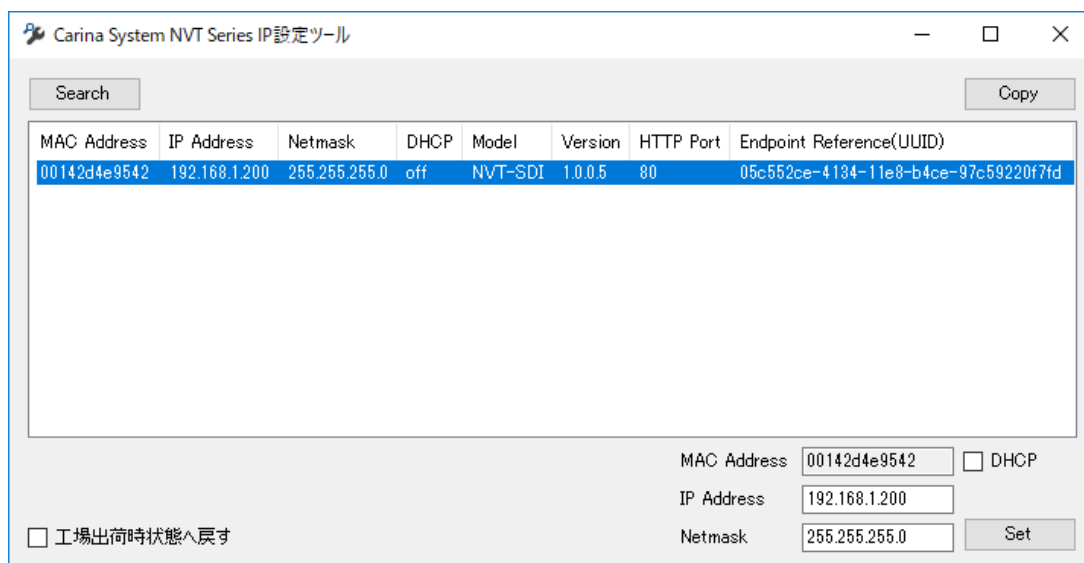 Carina System NVT Series IP設定ツール
Search Copy
MAC Address IP Address Netmask DHCP Model Version HTTP Port Endpoint Reference(UUID)
00142d4e9542 192.168.1.200 255.255.255.0 off NVT-SDI 1.0.0.5 80 05c552ce-4134-11e8-b4ce-97c59220f7fd
MAC Address 00142d4e9542 DHCP
IP Address 192.168.1.200
工場出荷時状態へ戻す Netmask 255.255.255.0 Set